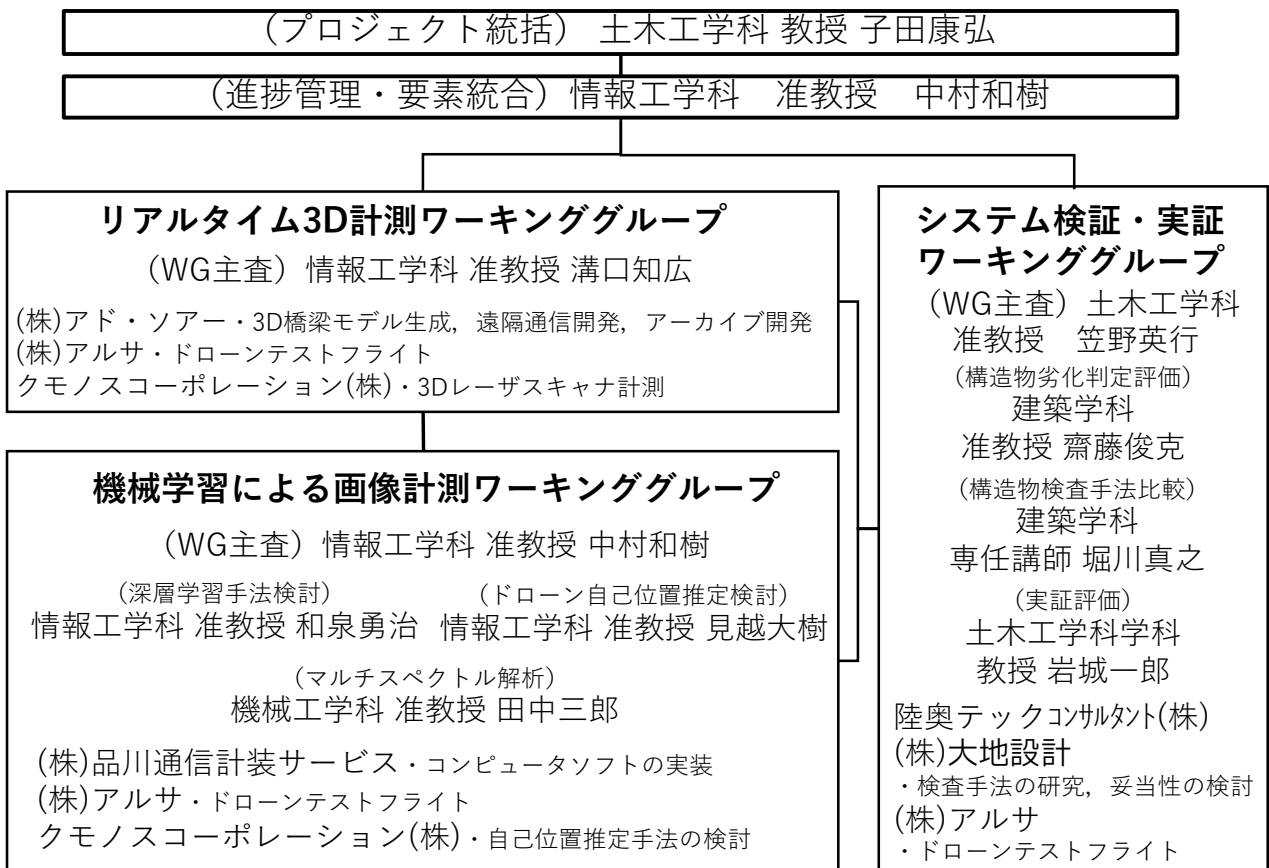 (プロジェクト統括） 土木工学科 教授 子田康弘
(進捗管理・要素統合）情報工学科　准教授　中村和樹
リアルタイム3D計測ワーキンググループ
（WG主査）情報工学科 准教授 溝口知広
(株)アド・ソアー・3D橋梁モデル生成，遠隔通信開発，アーカイブ開発
(株)アルサ・ドローンテストフライト
クモノスコーポレーション(株)・3Dレーザスキャナ計測
機械学習による画像計測ワーキンググループ
（WG主査）情報工学科 准教授 中村和樹
（深層学習手法検討）
情報工学科 准教授 和泉勇治
（ドローン自己位置推定検討）
情報工学科 准教授 見越大樹
（マルチスペクトル解析）
機械工学科 准教授 田中三郎
(株)品川通信計装サービス・コンピュータソフトの実装
(株)アルサ・ドローンテストフライト
クモノスコーポレーション(株)・自己位置推定手法の検討
システム検証・実証
ワーキンググループ
（WG主査）土木工学科
准教授　笠野英行
（構造物劣化判定評価）
建築学科
准教授 齋藤俊克
（構造物検査手法比較）
建築学科
専任講師 堀川真之
（実証評価）
土木工学科学科
教授 岩城一郎
陸奥テックコンサルタント(株)
(株)大地設計
・検査手法の研究，妥当性の検討
(株)アルサ
・ドローンテストフライト